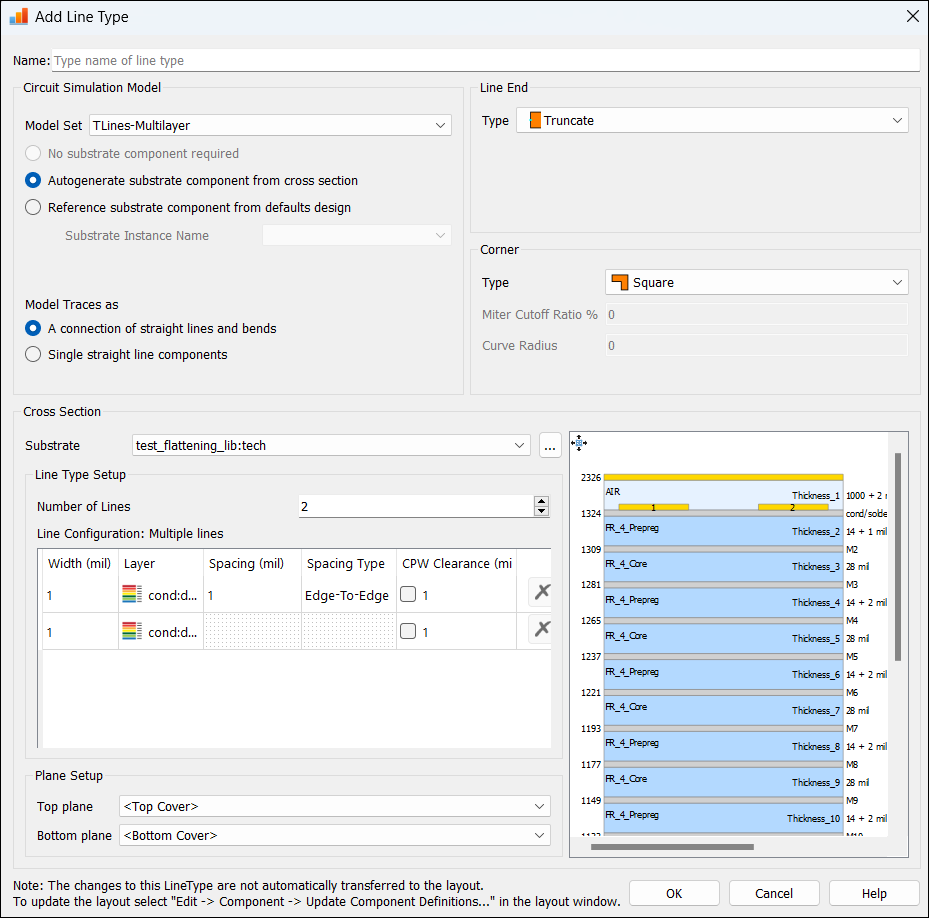 Add Line Type
Name: Type name of line type
Circuit Simulation Model
Model Set TLines-Multilayer
No substrate component required
Autogenerate substrate component from cross section
Reference substrate component from defaults design
Substrate Instance Name
Model Traces as
A connection of straight lines and bends
Single straight line components
Line End
Type Truncate
Corner
Type Square
Miter Cutoff Ratio % 0
Curve Radius 0
Cross Section
Substrate test_flattening_lib:tech ...
Line Type Setup
Number of Lines 2
Line Configuration: Multiple lines
Width (mil) Layer Spacing (mil) Spacing Type CPW Clearance (mi
1 cond:d... 1 Edge-To-Edge 1
1 cond:d... 1
Plane Setup
Top plane <Top Cover>
Bottom plane <Bottom Cover>
2326
AIR Thickness_1 1000 + 2
1 2
1324 cond/solde
FR_4_Prepreg Thickness_2 14 + 1 mil
1309 M2
FR_4_Core Thickness_3 28 mil
1281 M3
FR_4_Prepreg Thickness_4 14 + 2 mil
1265 M4
FR_4_Core Thickness_5 28 mil
1237 M5
FR_4_Prepreg Thickness_6 14 + 2 mil
1221 M6
FR_4_Core Thickness_7 28 mil
1193 M7
FR_4_Prepreg Thickness_8 14 + 2 mil
1177 M8
FR_4_Core Thickness_9 28 mil
1149 M9
FR_4_Prepreg Thickness_10 14 + 2 mil
Note: The changes to this LineType are not automatically transferred to the layout.
To update the layout select "Edit -> Component -> Update Component Definitions..." in the layout window.
OK Cancel Help